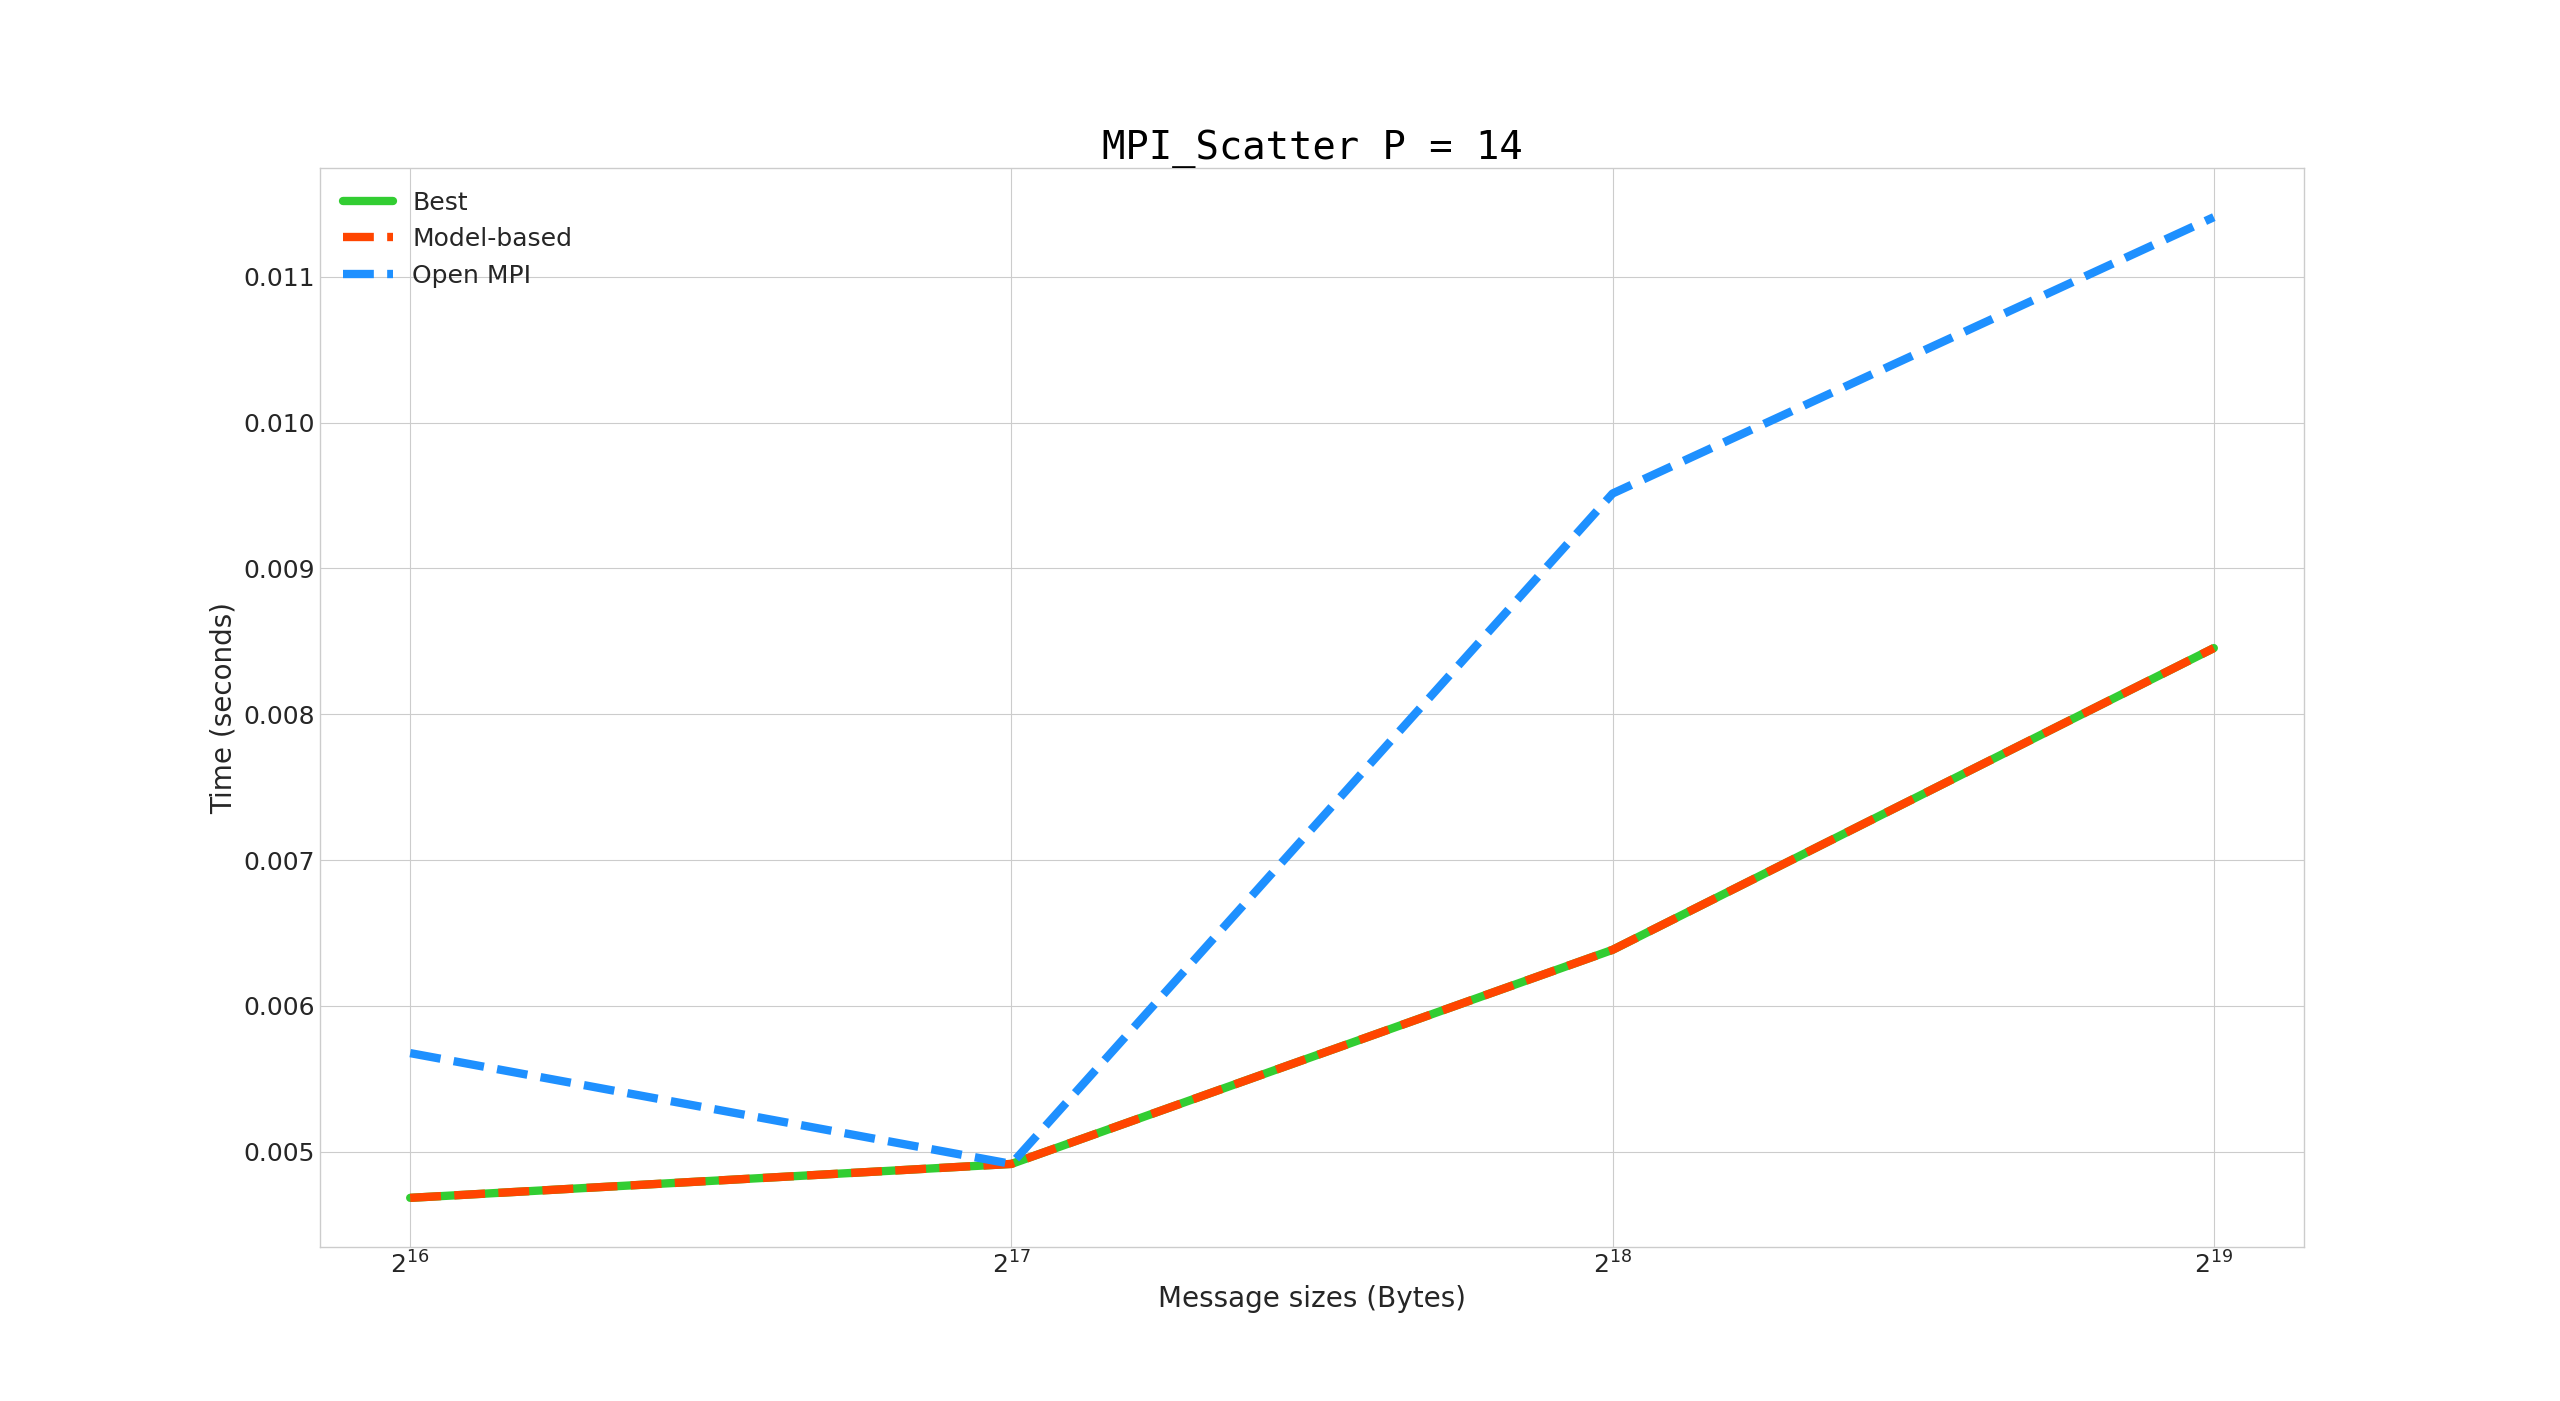 MPI_Scatter P = 14
Best
Model-based
Open MPI
0.011
0.010
0.009
0.008
0.007
0.006
0.005
Time (seconds)
2^16 2^17 2^18 2^19
Message sizes (Bytes)